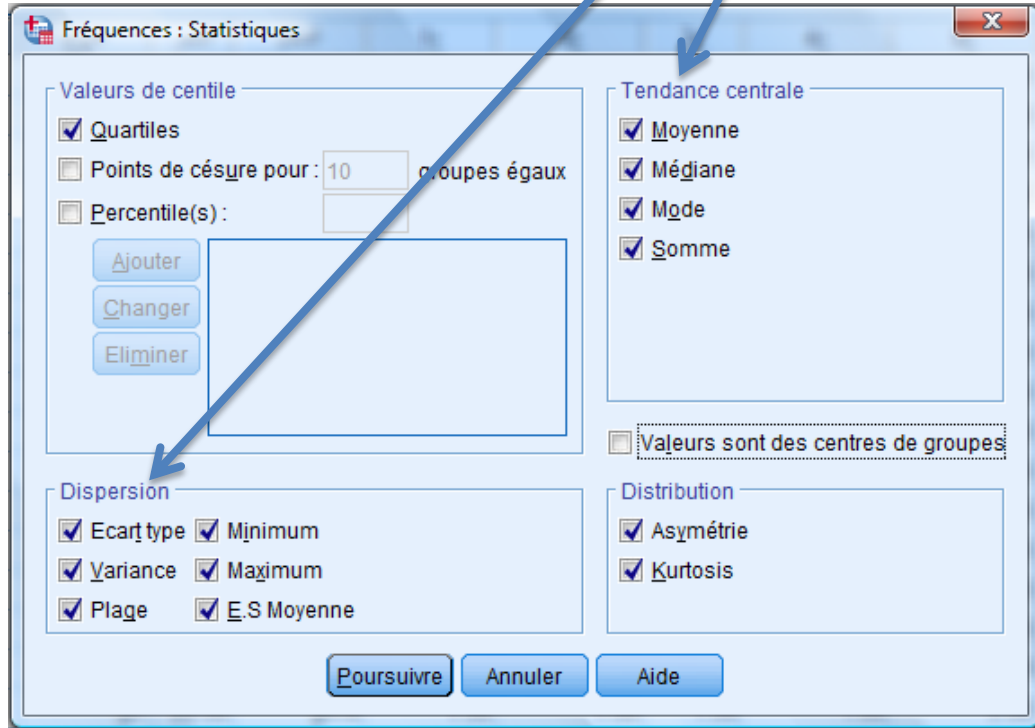 Fréquences : Statistiques
Valeurs de centile
Quartiles
Points de césure pour : 10 groupes égaux
Percentile(s) :
Ajouter
Changer
Eliminer
Tendance centrale
Moyenne
Médiane
Mode
Somme
Valeurs sont des centres de groupes
Dispersion
Ecart type Minimum
Variance Maximum
Plage E.S Moyenne
Distribution
Asymétrie
Kurtosis
Poursuivre Annuler Aide